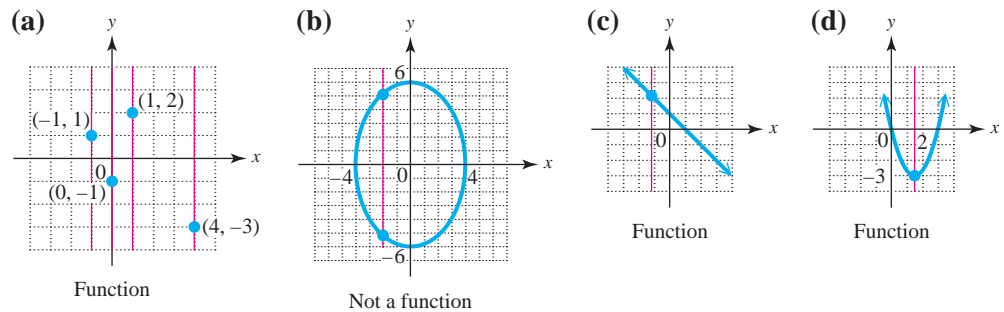 (a)
y
(1, 2)
(–1, 1)
x
0
(0, –1)
(4, –3)
Function
(b)
y
6
x
–4
0
4
–6
Not a function
(c)
y
x
0
Function
(d)
y
x
0
2
–3
Function